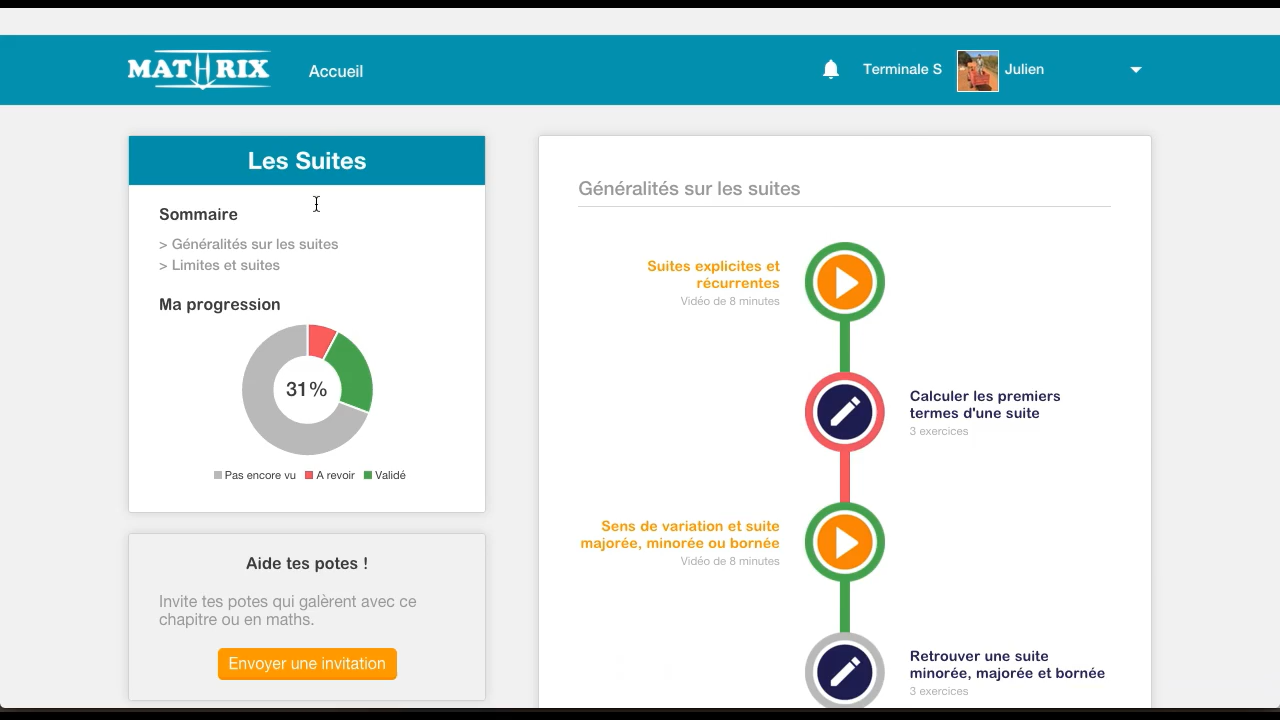 MATHRIX
Accueil
Terminale S
Julien
Les Suites
Sommaire
> Généralités sur les suites
> Limites et suites
Ma progression
31%
Pas encore vu
A revoir
Validé
Aide tes potes !
Invite tes potes qui galèrent avec ce
chapitre ou en maths.
Envoyer une invitation
Généralités sur les suites
Suites explicites et
récurrentes
Vidéo de 8 minutes
Calculer les premiers
termes d'une suite
3 exercices
Sens de variation et suite
majorée, minorée ou bornée
Vidéo de 8 minutes
Retrouver une suite
minorée, majorée et bornée
3 exercices